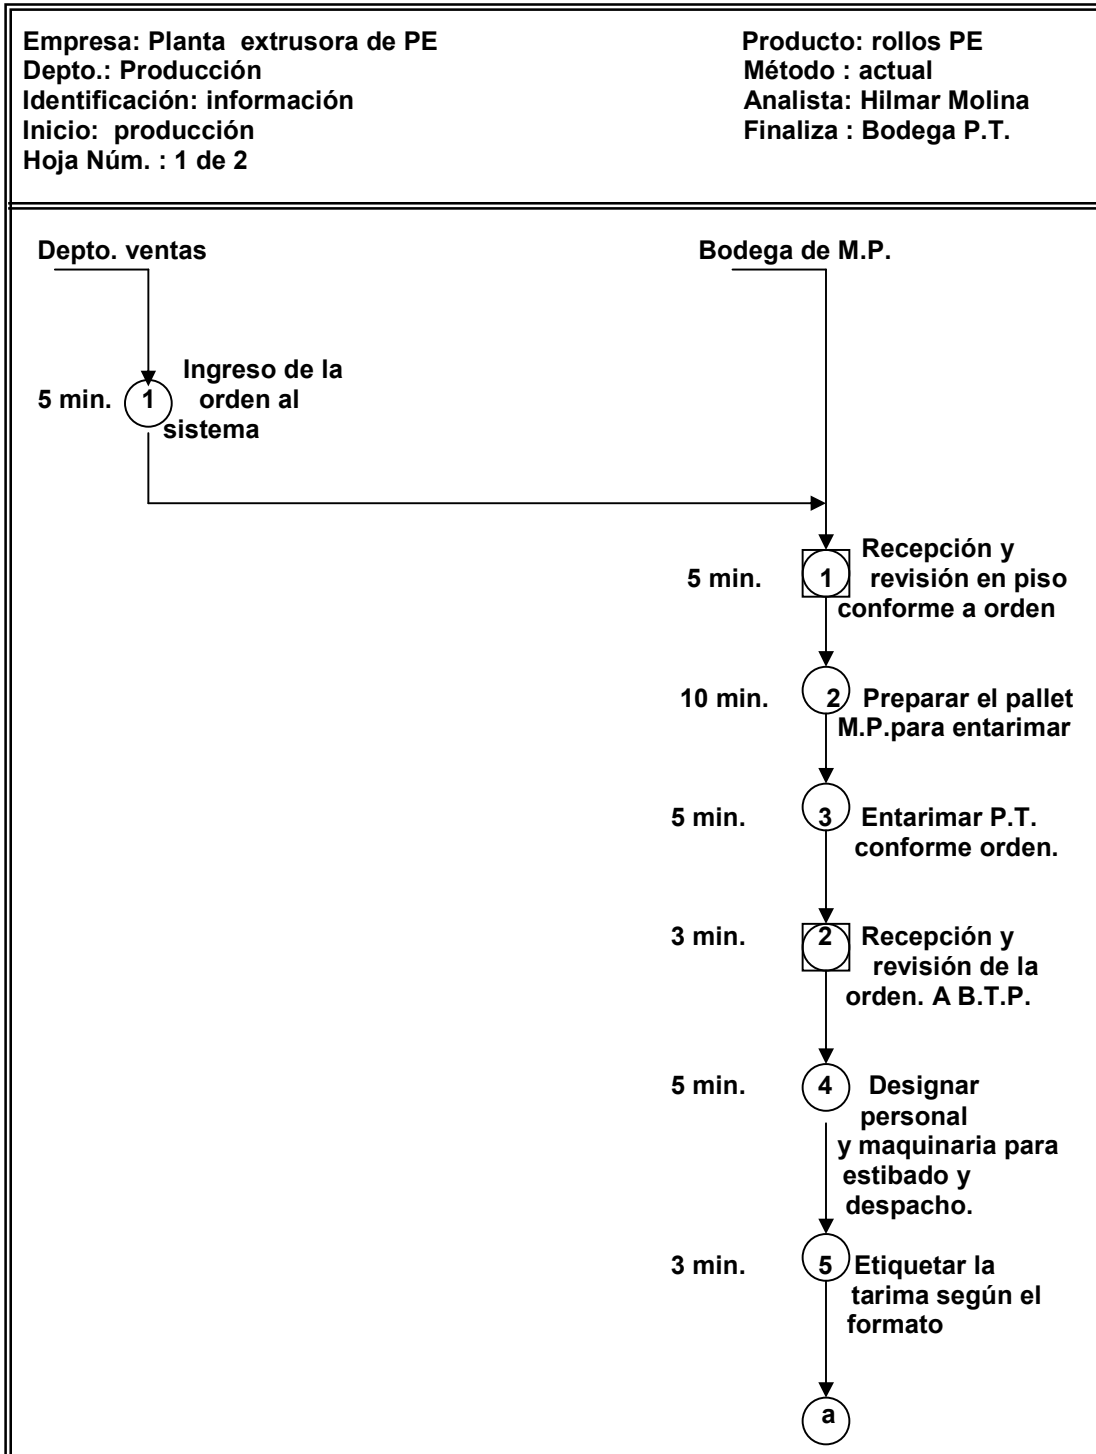 Empresa: Planta  extrusora de PE
Depto.: Producción
Identificación: información
Inicio:  producción
Hoja Núm. : 1 de 2
Producto: rollos PE
Método : actual
Analista: Hilmar Molina
Finaliza : Bodega P.T.
Depto. ventas
Bodega de M.P.
5 min.
1
Ingreso de la
orden al
sistema
5 min.
1
Recepción y
revisión en piso
conforme a orden
10 min.
2
Preparar el pallet
M.P.para entarimar
5 min.
3
Entarimar P.T.
conforme orden.
3 min.
2
Recepción y
revisión de la
orden. A B.T.P.
5 min.
4
Designar
personal
y maquinaria para
estibado y
despacho.
3 min.
5
Etiquetar la
tarima según el
formato
a